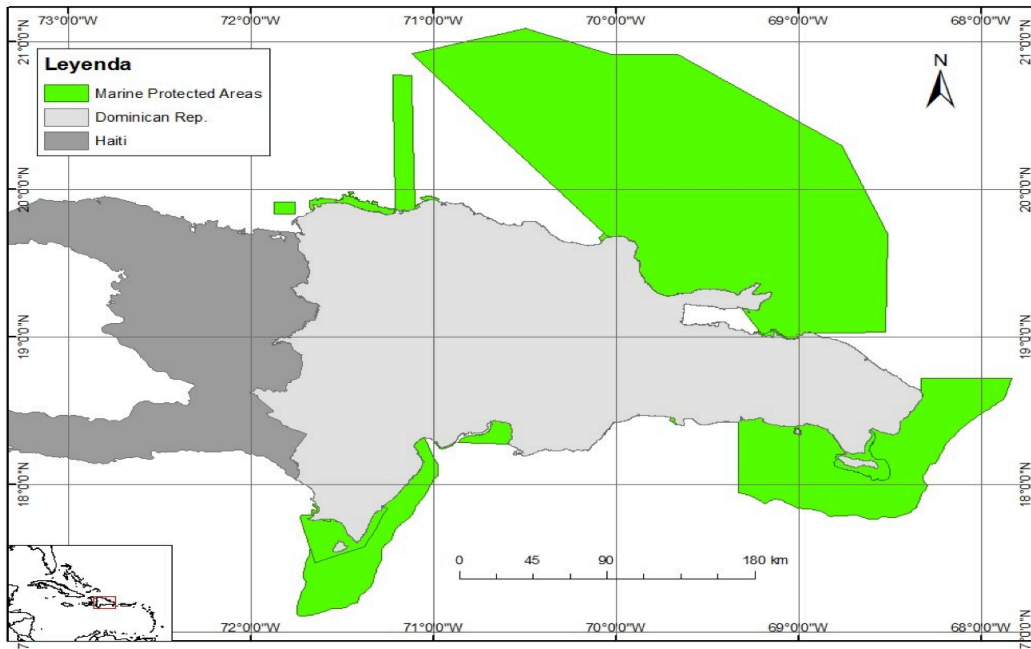 73°0'0"W 72°0'0"W 71°0'0"W 70°0'0"W 69°0'0"W 68°0'0"W
21°0'0"N 21°0'0"N
Leyenda
Marine Protected Areas
Dominican Rep.
Haiti
N
20°0'0"N 20°0'0"N
19°0'0"N 19°0'0"N
18°0'0"N 18°0'0"N
0 45 90 180 km
17°0'0"N
72°0'0"W 71°0'0"W 70°0'0"W 69°0'0"W 68°0'0"W